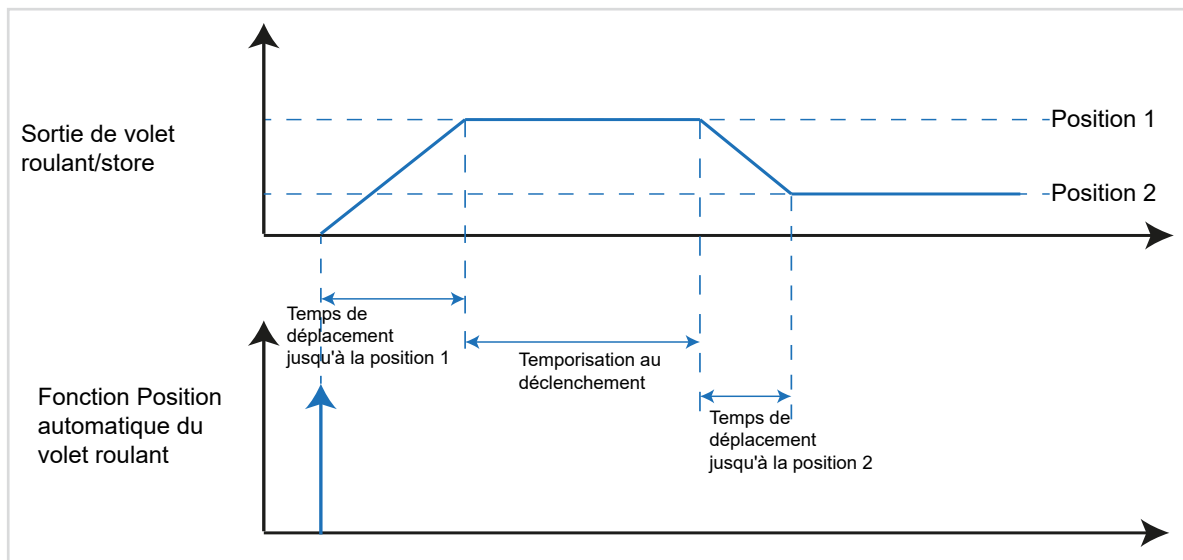 Sortie de volet
roulant/store
Position 1
Position 2
Temps de
déplacement
jusqu'à la position 1
Temporisation au
déclenchement
Temps de
déplacement
jusqu'à la position 2
Fonction Position
automatique du
volet roulant